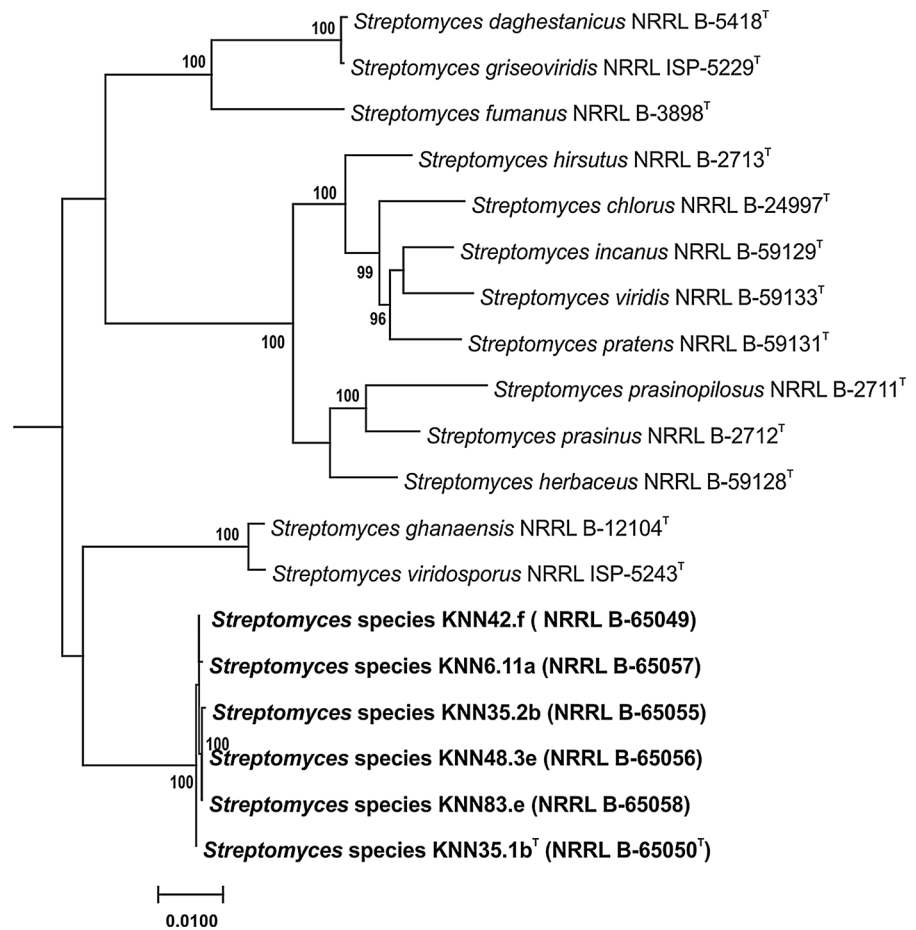 Streptomyces daghestanicus NRRL B-5418ᵀ
100
Streptomyces griseoviridis NRRL ISP-5229ᵀ
100
Streptomyces fumanus NRRL B-3898ᵀ
Streptomyces hirsutus NRRL B-2713ᵀ
100
Streptomyces chlorus NRRL B-24997ᵀ
Streptomyces incanus NRRL B-59129ᵀ
99
Streptomyces viridis NRRL B-59133ᵀ
96
Streptomyces pratens NRRL B-59131ᵀ
100
Streptomyces prasinopilosus NRRL B-2711ᵀ
100
Streptomyces prasinus NRRL B-2712ᵀ
Streptomyces herbaceus NRRL B-59128ᵀ
Streptomyces ghanaensis NRRL B-12104ᵀ
100
Streptomyces viridosporus NRRL ISP-5243ᵀ
Streptomyces species KNN42.f ( NRRL B-65049)
Streptomyces species KNN6.11a (NRRL B-65057)
Streptomyces species KNN35.2b (NRRL B-65055)
100
Streptomyces species KNN48.3e (NRRL B-65056)
100
Streptomyces species KNN83.e (NRRL B-65058)
Streptomyces species KNN35.1bᵀ (NRRL B-65050ᵀ)
0.0100